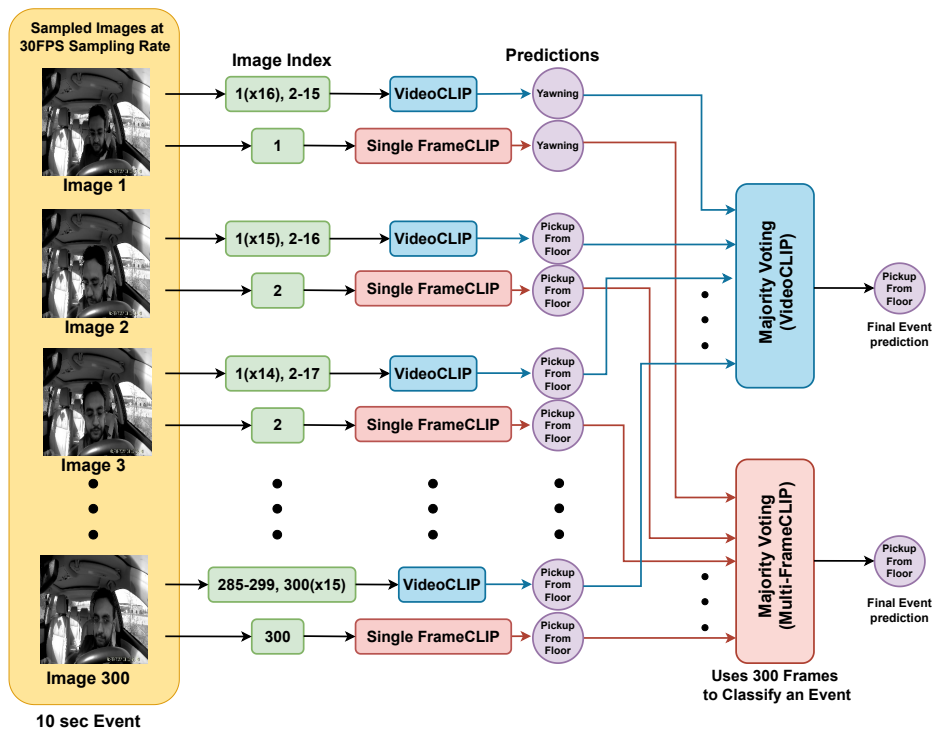 Sampled Images at
30FPS Sampling Rate
Image Index
Predictions
1(x16), 2-15
VideoCLIP
Yawning
1
Single FrameCLIP
Yawning
Image 1
1(x15), 2-16
VideoCLIP
Pickup
From
Floor
2
Single FrameCLIP
Pickup
From
Floor
Image 2
1(x14), 2-17
VideoCLIP
Pickup
From
Floor
2
Single FrameCLIP
Pickup
From
Floor
Image 3
285-299, 300(x15)
VideoCLIP
Pickup
From
Floor
300
Single FrameCLIP
Pickup
From
Floor
Image 300
10 sec Event
Majority Voting
(VideoCLIP)
Pickup
From
Floor
Final Event
prediction
Majority Voting
(Multi-FrameCLIP)
Pickup
From
Floor
Final Event
prediction
Uses 300 Frames
to Classify an Event